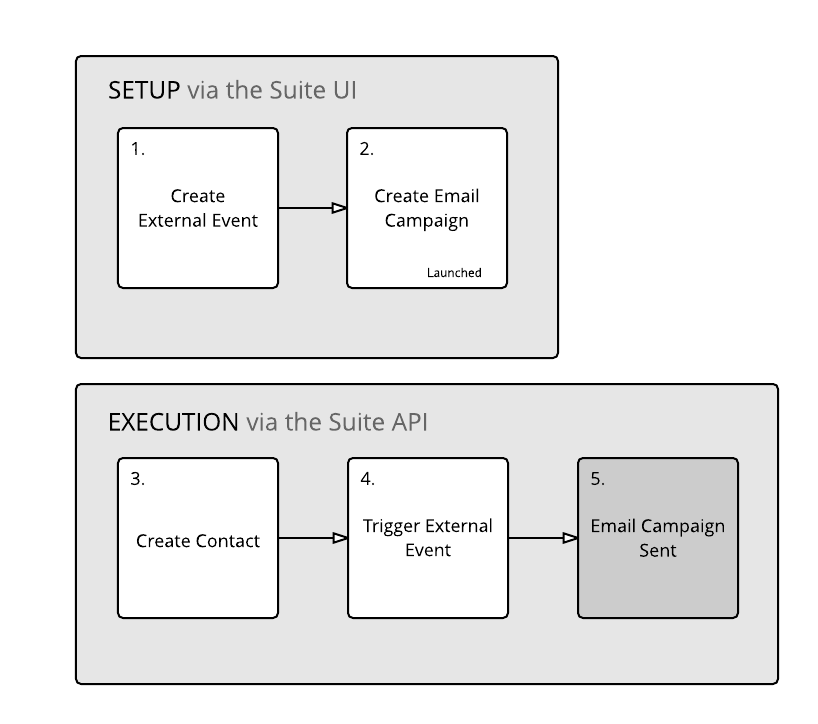 SETUP via the Suite UI
1.
Create
External Event
2.
Create Email
Campaign
Launched
EXECUTION via the Suite API
3.
Create Contact
4.
Trigger External
Event
5.
Email Campaign
Sent